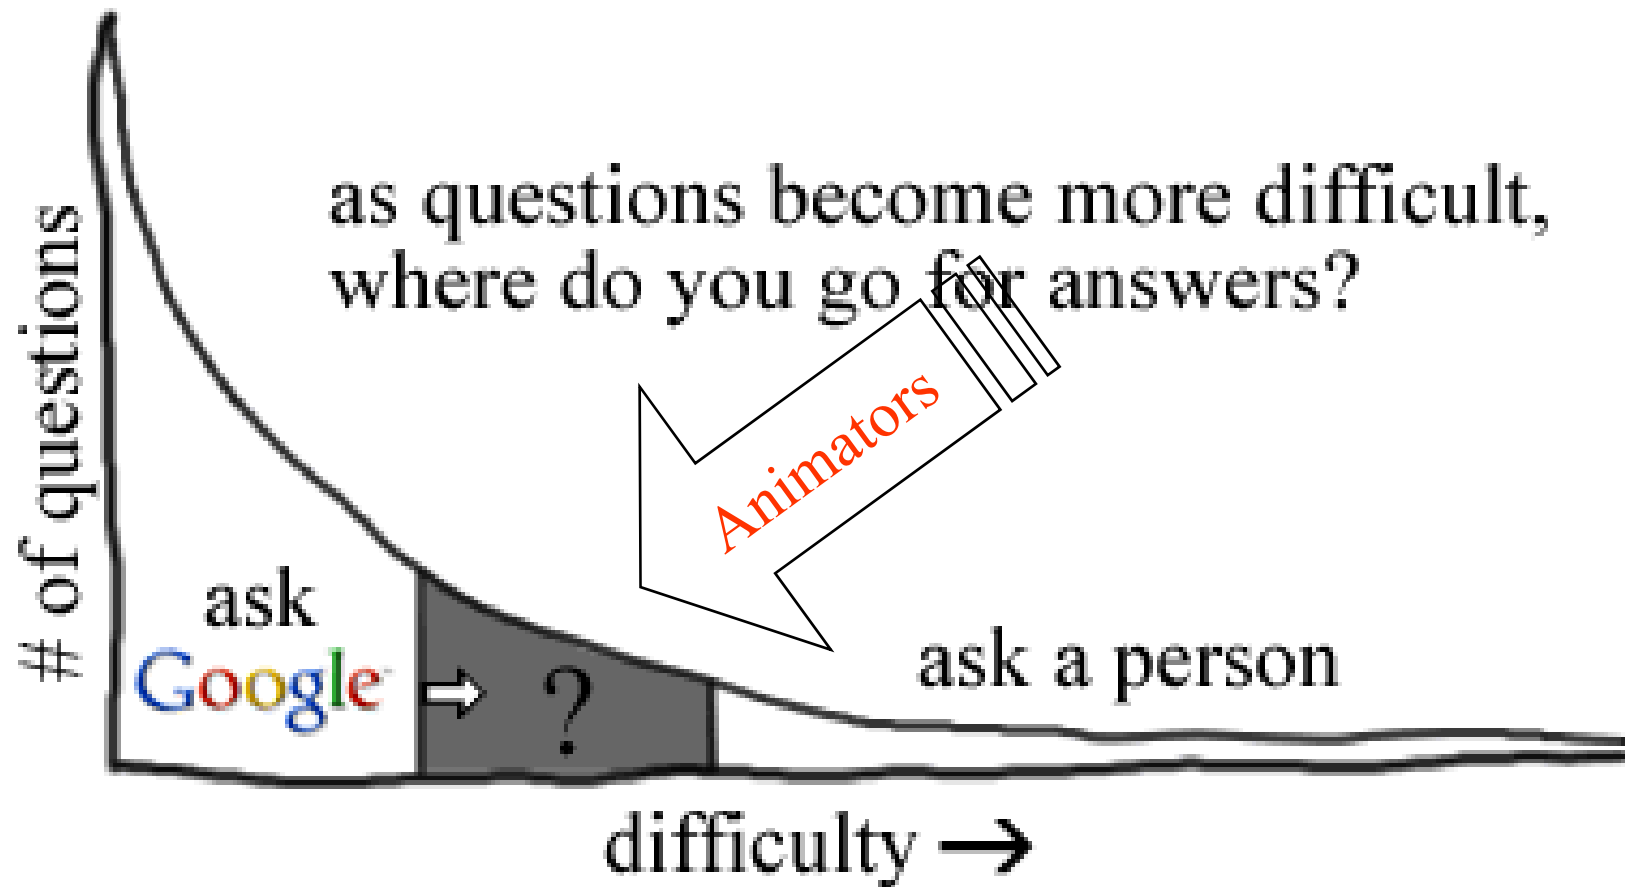 as questions become more difficult,
where do you go for answers?
# of questions
Animators
ask
Google
?
ask a person
difficulty →